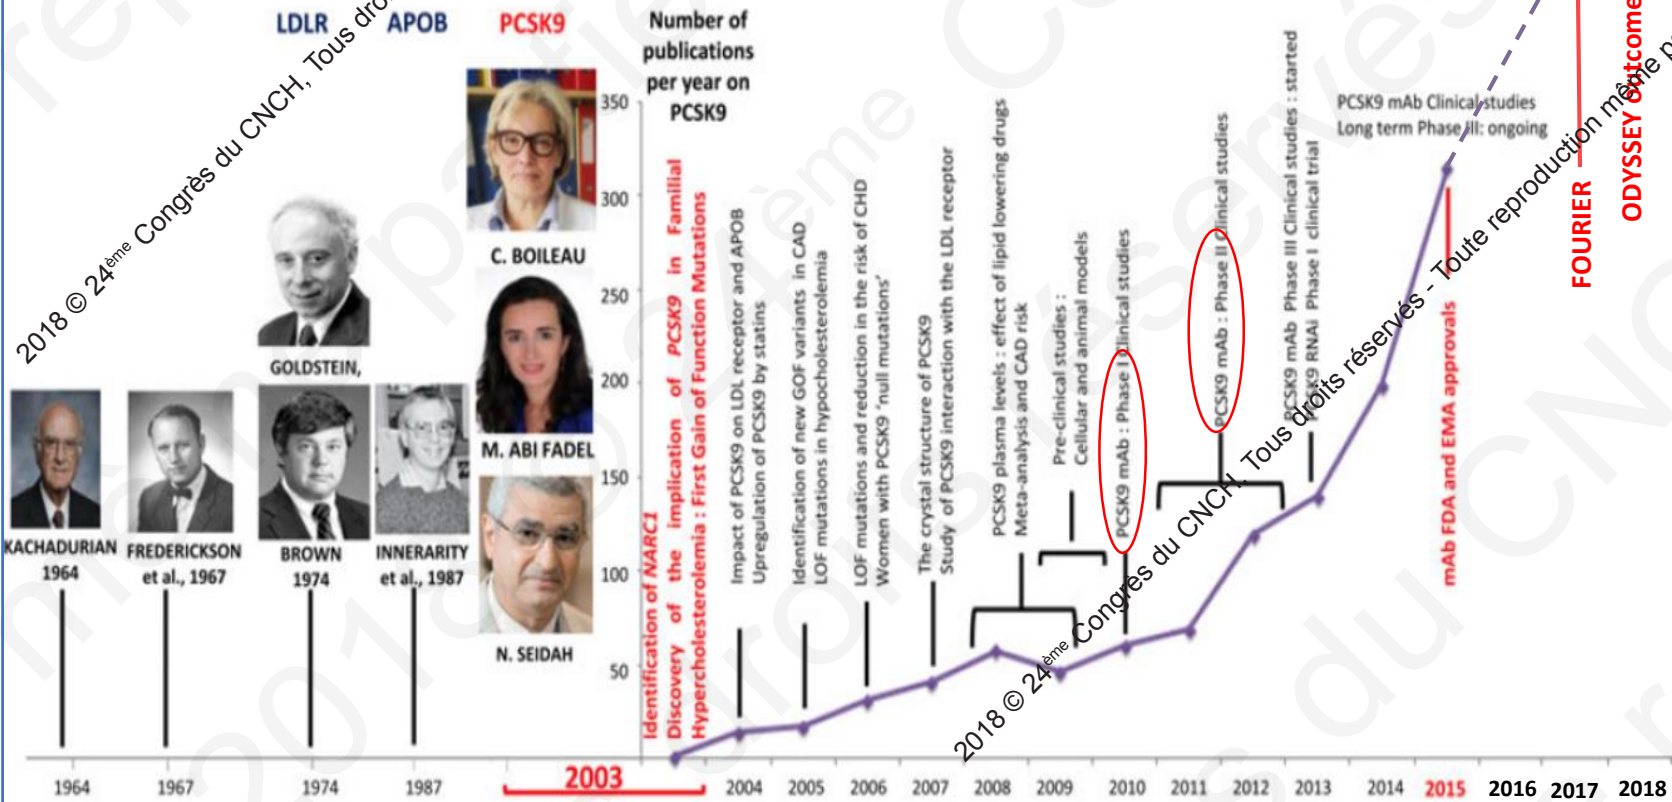 LDLR
APOB
PCSK9
Number of
publications
per year on
PCSK9
350
300
250
200
150
100
50
C. BOILEAU
GOLDSTEIN,
M. ABI FADEL
KACHADURIAN
1964
FREDERICKSON
et al., 1967
BROWN
1974
INNERARITY
et al., 1987
N. SEIDAH
Identification of NARC1
Discovery of the implication of PCSK9 in Familial
Hypercholesterolemia : First Gain of Function Mutations
Impact of PCSK9 on LDL receptor and APOB
Upregulation of PCSK9 by statins
Identification of new GOF variants in CAD
LOF mutations in hypocholesterolemia
LOF mutations and reduction in the risk of CHD
Women with PCSK9 ‘null mutations’
The crystal structure of PCSK9
Study of PCSK9 interaction with the LDL receptor
PCSK9 plasma levels : effect of lipid lowering drugs
Meta-analysis and CAD risk
Pre-clinical studies :
Cellular and animal models
PCSK9 mAb : Phase I Clinical studies
PCSK9 mAb : Phase II Clinical studies
PCSK9 mAb Phase III Clinical studies : started
PCSK9 RNAi Phase I clinical trial
PCSK9 mAb Clinical studies
Long term Phase III: ongoing
mAb FDA and EMA approvals
FOURIER
ODYSSEY Outcome
1964
1967
1974
1987
2003
2004
2005
2006
2007
2008
2009
2010
2011
2012
2013
2014
2015
2016
2017
2018
2018 © 24ème Congrès du CNCH, Tous droi
2018 © 24ème Congrès du CNCH, Tous droits réservés - Toute reproduction même pa